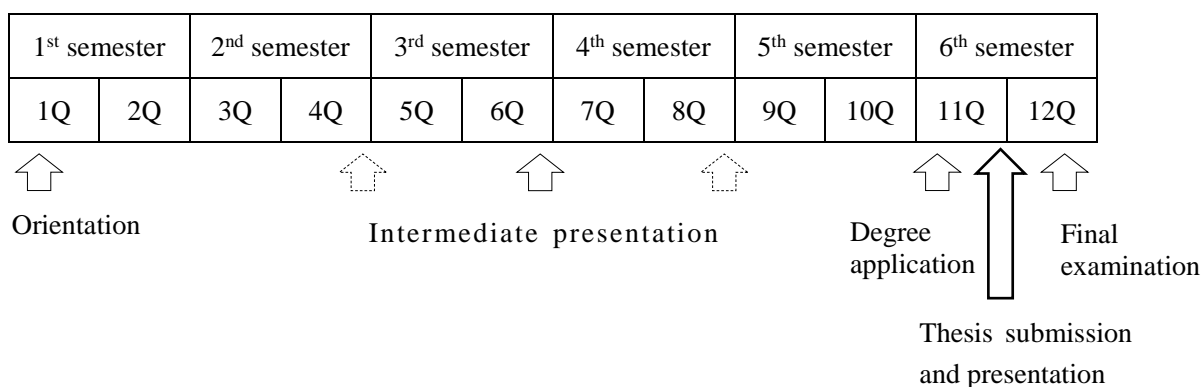 1st semester 2nd semester 3rd semester 4th semester 5th semester 6th semester
1Q 2Q 3Q 4Q 5Q 6Q 7Q 8Q 9Q 10Q 11Q 12Q
Orientation
Intermediate presentation
Degree
application
Final
examination
Thesis submission
and presentation